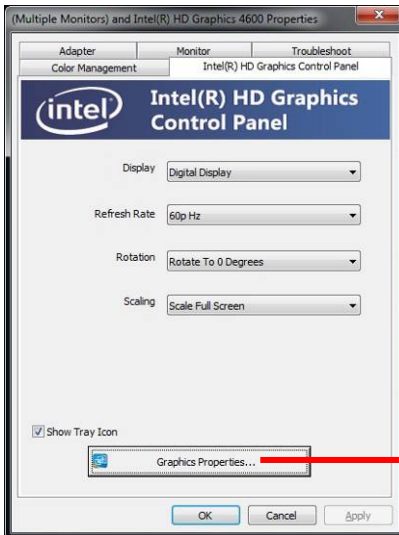 (Multiple Monitors) and Intel(R) HD Graphics 4600 Properties
Adapter Monitor Troubleshoot
Color Management Intel(R) HD Graphics Control Panel
intel Intel(R) HD Graphics
Control Panel
Display Digital Display
Refresh Rate 60p Hz
Rotation Rotate To 0 Degrees
Scaling Scale Full Screen
Show Tray Icon
Graphics Properties...
OK Cancel Apply